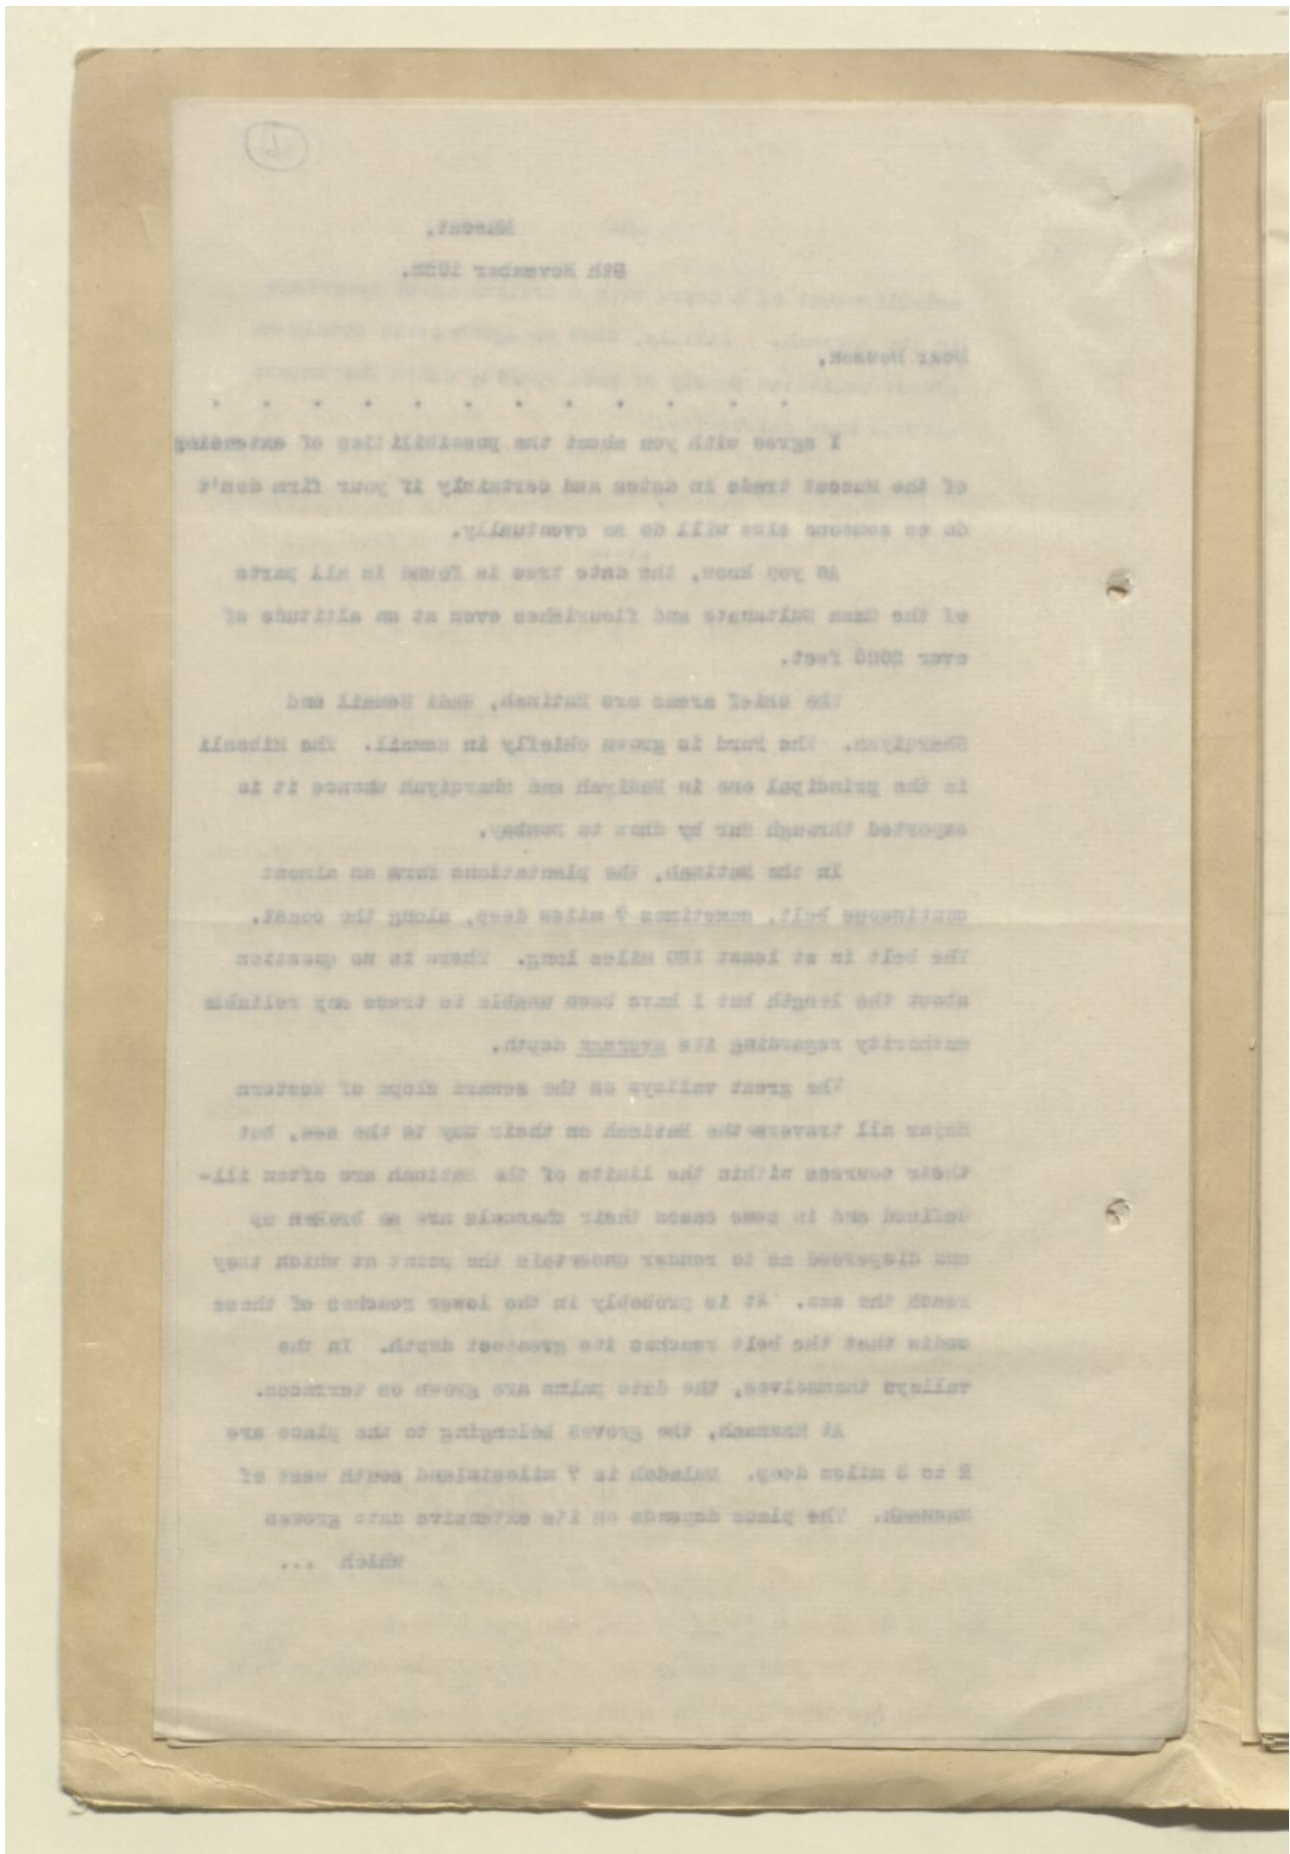 Muscat,
8th November
Dear
. . . . . . . . . . . .
I agree with you about the possibilities of extending
of the Muscat trade in dates and certainly if your firm don't
do so someone else will do so eventually.
As you know, the date tree is found in all parts
of the Oman Sultanate and flourishes even at an altitude of
over 2000 feet.
The chief areas are Batinah, Wadi Semail and
Sharqiyah. The Fard is grown chiefly in Semail. The Mibsali
is the principal one in Badiyah and Sharqiyah whence it is
exported through Sur by dhow to Bombay.
In the Batinah, the plantations form an almost
continuous belt, sometimes 7 miles deep, along the coast.
The belt is at least 150 miles long. There is no question
about the length but I have been unable to trace any reliable
authority regarding its average depth.
The great valleys on the seward slope of Western
Hajar all traverse the Batinah on their way to the sea, but
their courses within the limits of the Batinah are often ill-
defined and in some cases their channels are so broken up
and dispersed as to render uncertain the point at which they
reach the sea. It is probably in the lower reaches of these
wadis that the belt reaches its greatest depth. In the
valleys themselves, the date palms are grown on terraces.
At Masnaah, the groves belonging to the place are
2 to 3 miles deep. Muladah is 7 miles inland south west of
Masnaah. The place depends on its extensive date groves
which ...